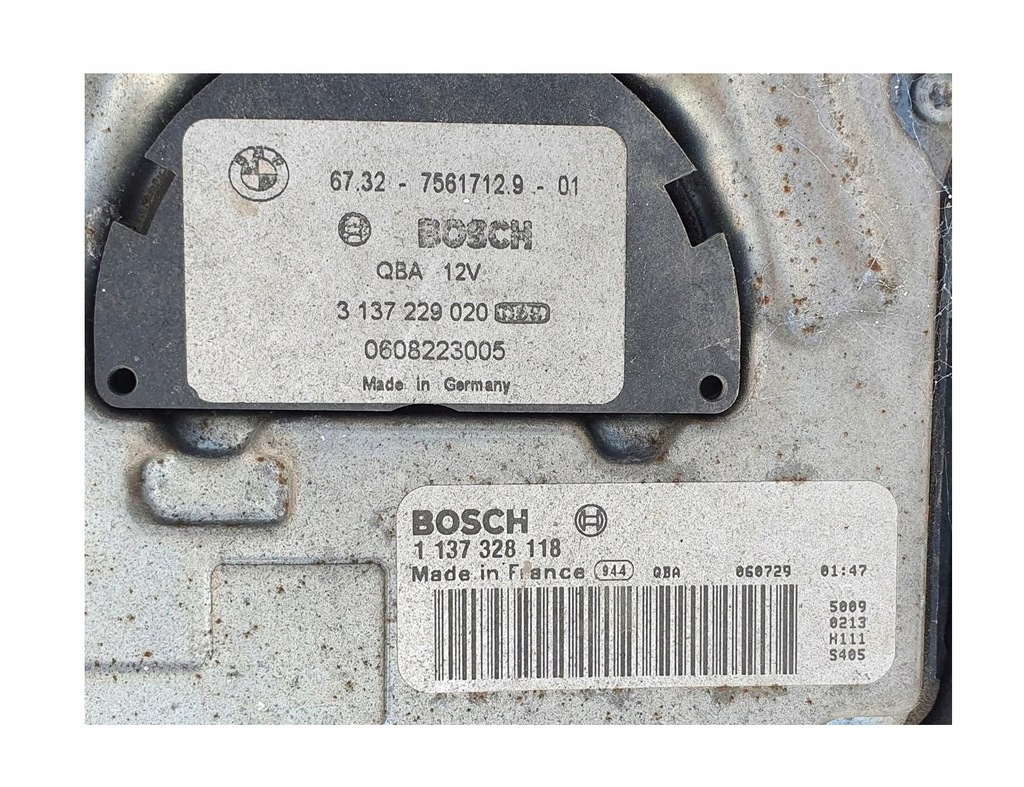 67.32 - 7561712.9 - 01
BOSCH
QBA 12V
3 137 229 020
0608223005
Made in Germany
BOSCH
1 137 328 118
Made in France 944 QBA 060729 01:47
5009
0213
H111
S405